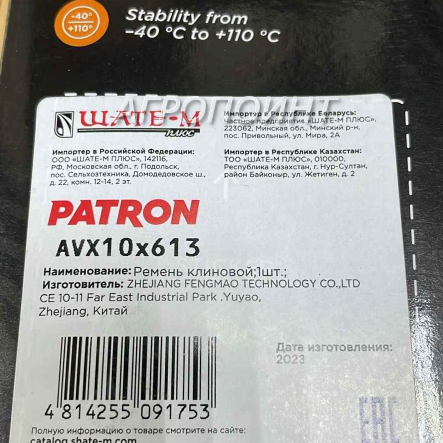 -40°
+110°
Stability from
-40 °C to +110 °C
ШАТЕ-М
ПЛЮС
АГРОПОИНТ
Импортер в Российской Федерации:
ООО «ШАТЕ-М ПЛЮС», 142116,
РФ, Московская обл., г. Подольск,
пос. Сельхозтехника, Домодедовское ш.,
д. 22, комн. 12-14, 2 эт.
Импортер в Республике Беларусь:
Частное предприятие «ШАТЕ-М ПЛЮС»,
223062, Минская обл., Минский р-н,
пос. Привольный, ул. Мира, 2А
Импортер в Республике Казахстан:
ТОО «ШАТЕ-М ПЛЮС», 010000,
Республика Казахстан, г. Нур-Султан,
район Байконыр, ул. Жетиген, д. 2
PATRON
AVX10x613
Наименование: Ремень клиновой;1шт.;
Изготовитель: ZHEJIANG FENGMAO TECHNOLOGY CO.,LTD
CE 10-11 Far East Industrial Park .Yuyao,
Zhejiang, Китай
Дата изготовления:
2023
4 814255 091753
EAC
Полную информацию о товаре смотрите на сайте
catalog.shate-m.com